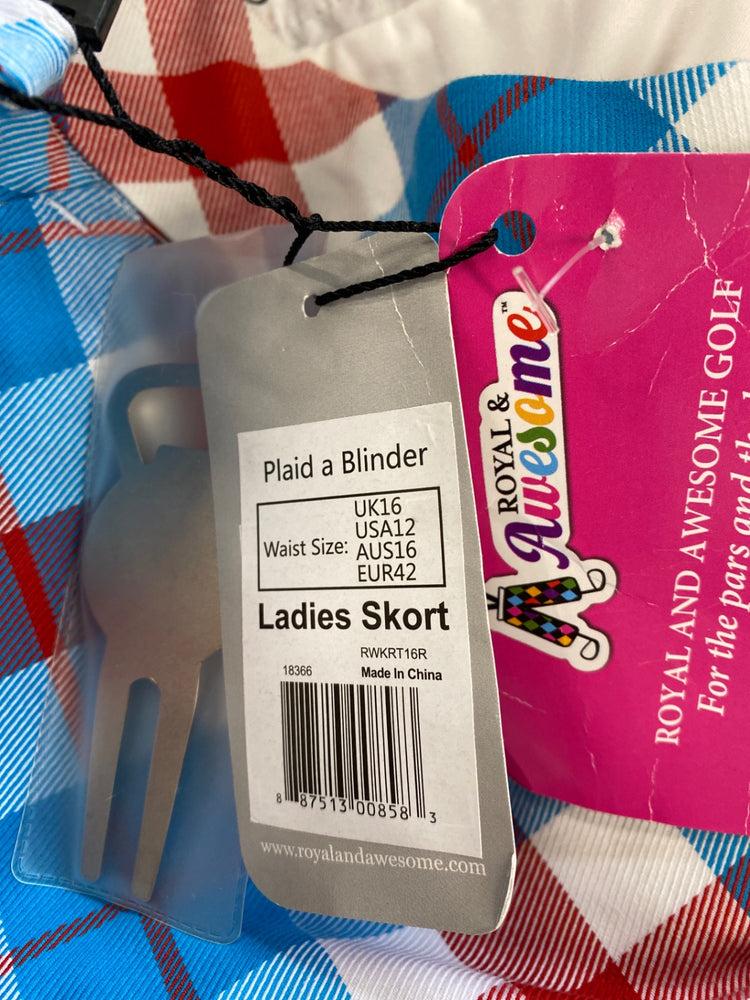 Plaid a Blinder
Waist Size:
UK16
USA12
AUS16
EUR42
Ladies Skort
RWKRT16R
18366
Made In China
8 87513 00858 3
www.royalandawesome.com
ROYAL &
Awesome
™
ROYAL AND AWESOME GOLF
For the pars and the